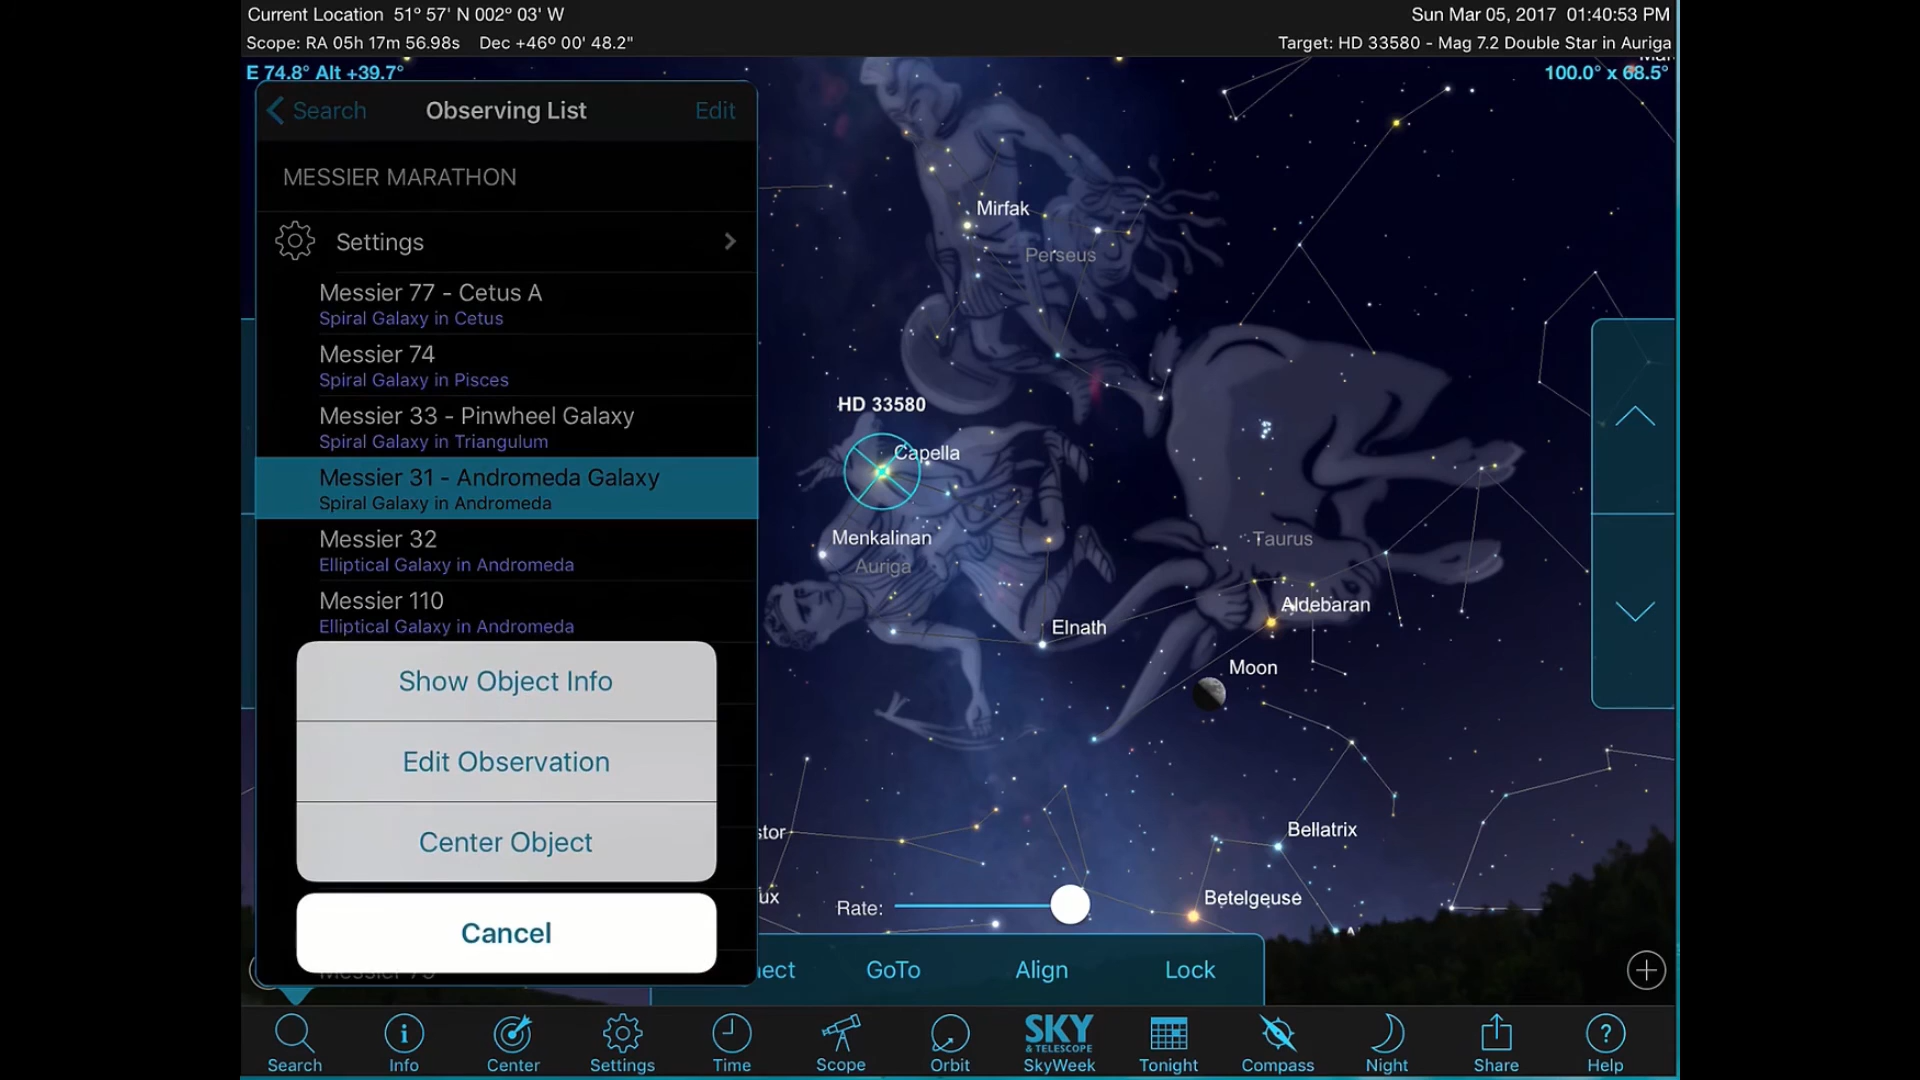 Current Location 51° 57' N 002° 03' W
Sun Mar 05, 2017 01:40:53 PM
Scope: RA 05h 17m 56.98s Dec +46° 00' 48.2"
Target: HD 33580 - Mag 7.2 Double Star in Auriga
E 74.8° Alt +39.7°
100.0° x 68.5°
Search
Observing List
Edit
MESSIER MARATHON
Settings
Messier 77 - Cetus A
Spiral Galaxy in Cetus
Messier 74
Spiral Galaxy in Pisces
Messier 33 - Pinwheel Galaxy
Spiral Galaxy in Triangulum
Messier 31 - Andromeda Galaxy
Spiral Galaxy in Andromeda
Messier 32
Elliptical Galaxy in Andromeda
Messier 110
Elliptical Galaxy in Andromeda
Show Object Info
Edit Observation
Center Object
Cancel
Mirfak
Perseus
HD 33580
Capella
Menkalinan
Auriga
Taurus
Aldebaran
Elnath
Moon
Bellatrix
Betelgeuse
stor
ux
Rate:
nect
GoTo
Align
Lock
Search
Info
Center
Settings
Time
Scope
Orbit
SKY
& TELESCOPE
SkyWeek
Tonight
Compass
Night
Share
Help